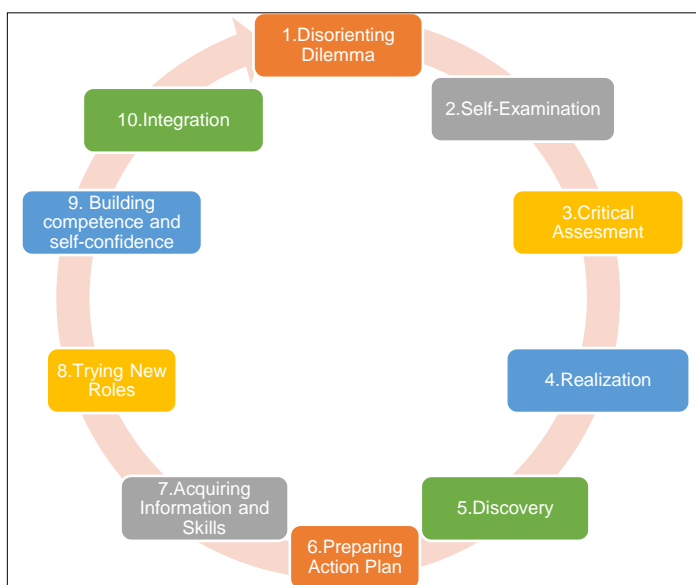 1.Disorienting
Dilemma
2.Self-Examination
3.Critical
Assesment
4.Realization
5.Discovery
6.Preparing
Action Plan
7.Acquiring
Information and
Skills
8.Trying New
Roles
9. Building
competence and
self-confidence
10.Integration